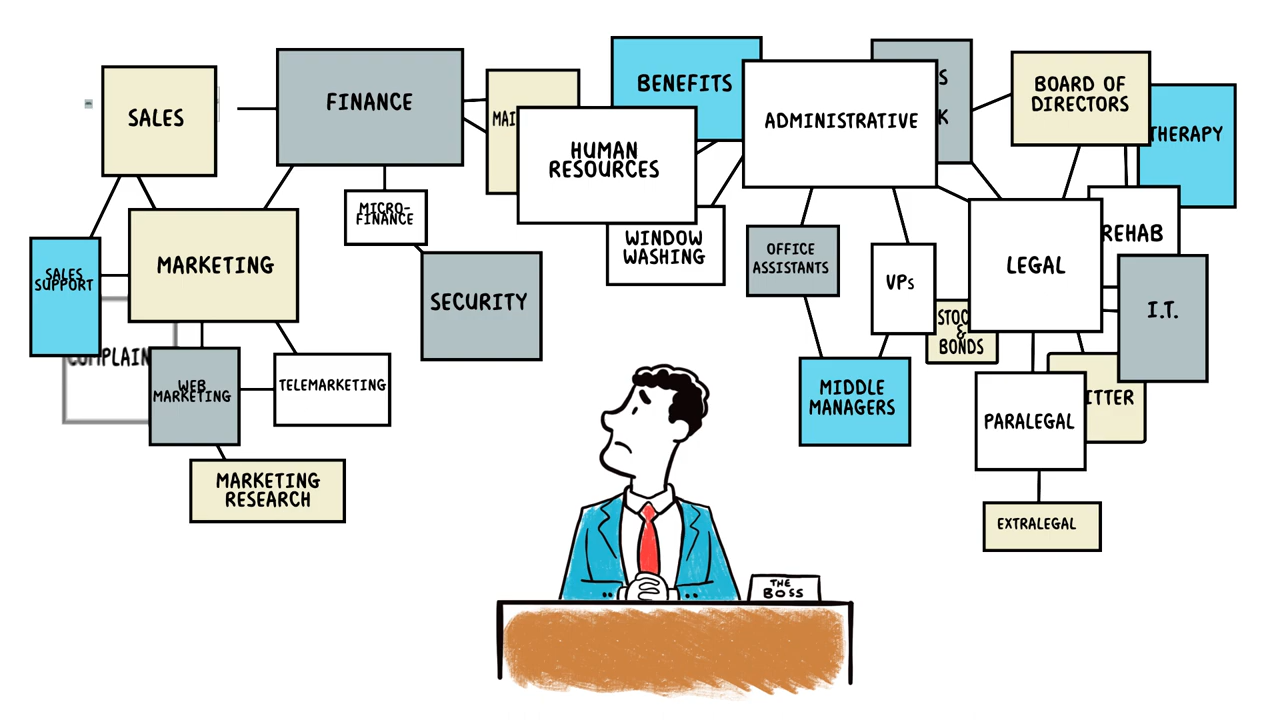 SALES
FINANCE
BENEFITS
ADMINISTRATIVE
BOARD OF
DIRECTORS
THERAPY
HUMAN
RESOURCES
MICRO-
FINANCE
WINDOW
WASHING
MARKETING
SALES
SUPPORT
SECURITY
OFFICE
ASSISTANTS
VPs
LEGAL
REHAB
I.T.
&
BONDS
WEB
MARKETING
TELEMARKETING
MIDDLE
MANAGERS
PARALEGAL
MARKETING
RESEARCH
EXTRALEGAL
THE
BOSS